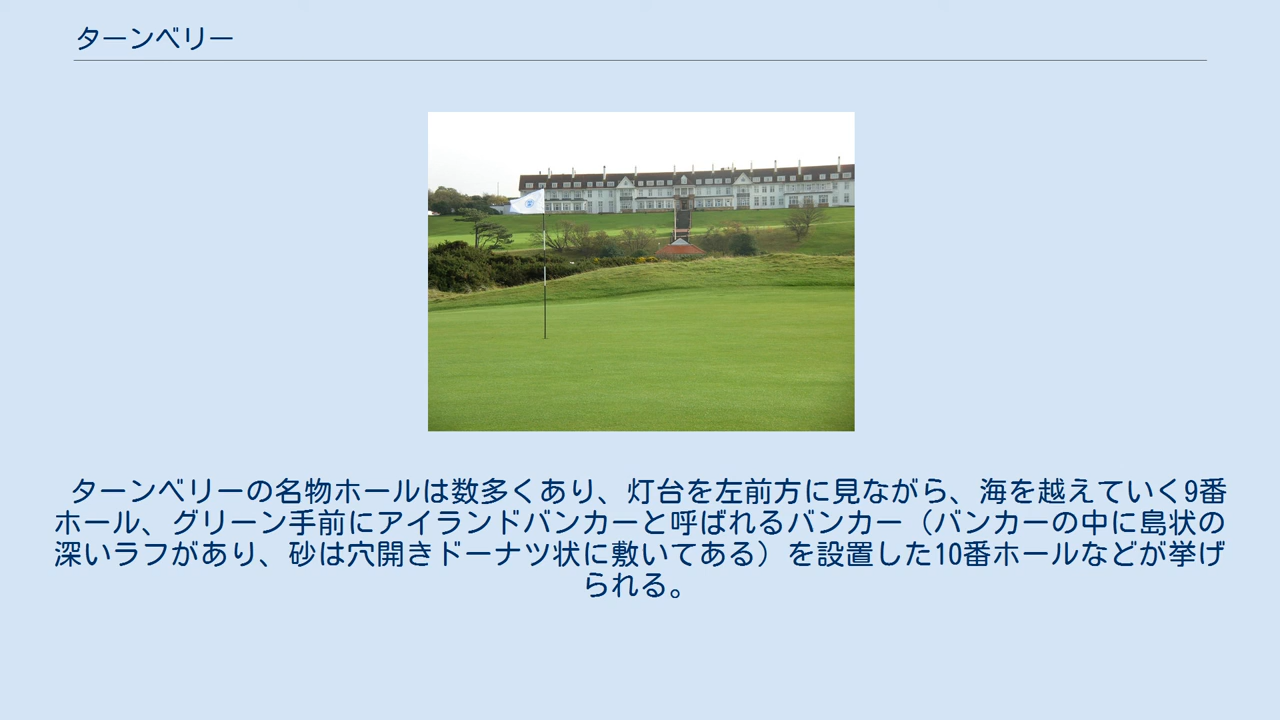 ターンベリー
ターンベリーの名物ホールは数多くあり、灯台を左前方に見ながら、海を越えていく9番
ホール、グリーン手前にアイランドバンカーと呼ばれるバンカー（バンカーの中に島状の
深いラフがあり、砂は穴開きドーナツ状に敷いてある）を設置した10番ホールなどが挙げ
られる。